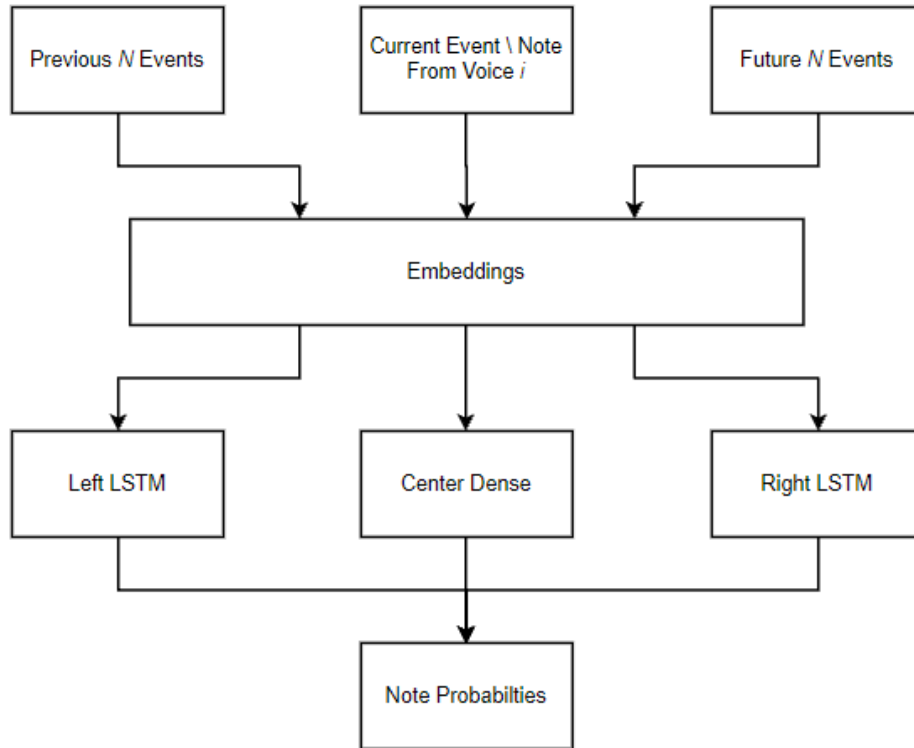 Previous N Events
Current Event \ Note
From Voice i
Future N Events
Embeddings
Left LSTM
Center Dense
Right LSTM
Note Probabilties